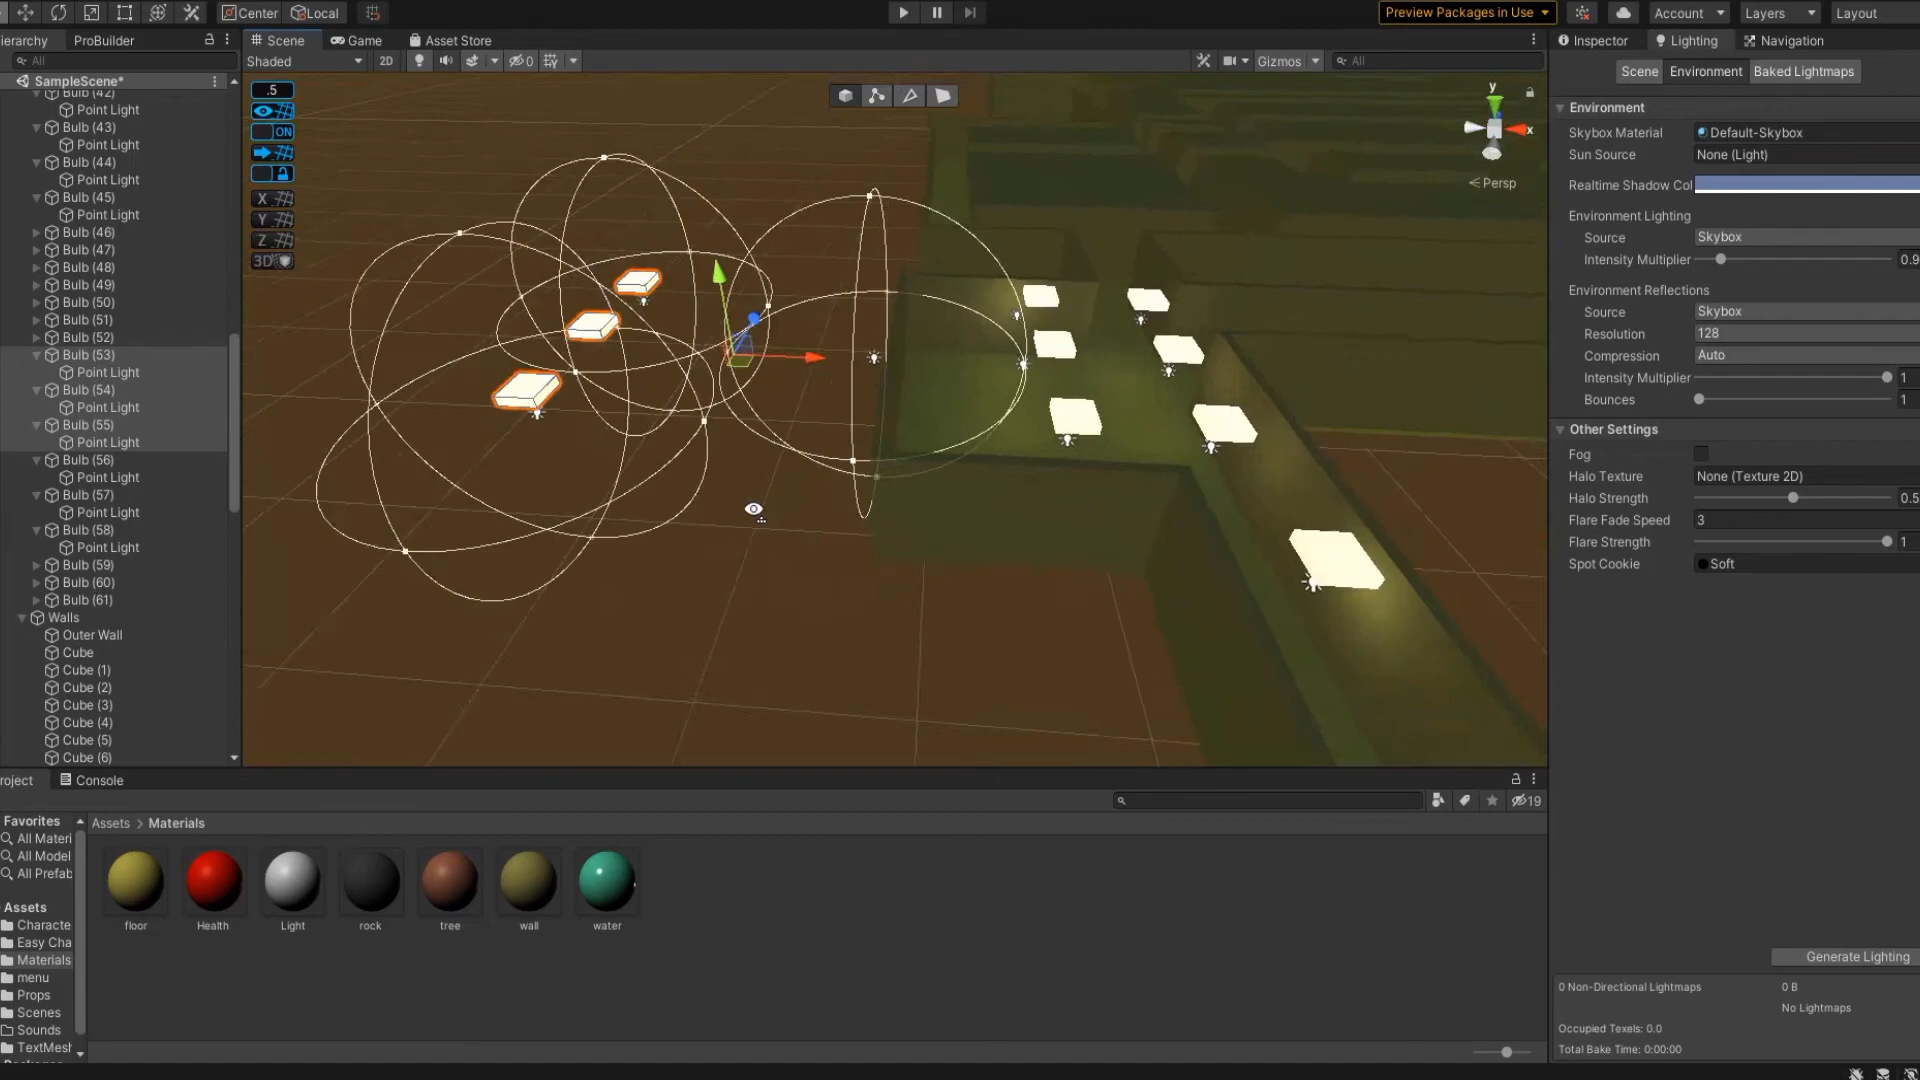 Center
Local
Preview Packages in Use
Account
Layers
Layout
ierarchy
ProBuilder
Scene
Game
Asset Store
Inspector
Lighting
Navigation
All
Shaded
2D
0
Gizmos
All
Scene
Environment
Baked Lightmaps
SampleScene*
Bulb (42)
Point Light
Bulb (43)
Point Light
Bulb (44)
Point Light
Bulb (45)
Point Light
Bulb (46)
Bulb (47)
Bulb (48)
Bulb (49)
Bulb (50)
Bulb (51)
Bulb (52)
Bulb (53)
Point Light
Bulb (54)
Point Light
Bulb (55)
Point Light
Bulb (56)
Point Light
Bulb (57)
Point Light
Bulb (58)
Point Light
Bulb (59)
Bulb (60)
Bulb (61)
Walls
Outer Wall
Cube
Cube (1)
Cube (2)
Cube (3)
Cube (4)
Cube (5)
Cube (6)
.5
ON
X
Y
Z
3D
y
x
Persp
Environment
Skybox Material
Default-Skybox
Sun Source
None (Light)
Realtime Shadow Col
Environment Lighting
Source
Skybox
Intensity Multiplier
0.9
Environment Reflections
Source
Skybox
Resolution
128
Compression
Auto
Intensity Multiplier
1
Bounces
1
Other Settings
Fog
Halo Texture
None (Texture 2D)
Halo Strength
0.5
Flare Fade Speed
3
Flare Strength
1
Spot Cookie
Soft
Generate Lighting
0 Non-Directional Lightmaps
0 B
No Lightmaps
Occupied Texels: 0.0
Total Bake Time: 0:00:00
roject
Console
19
Favorites
All Materi
All Model
All Prefab
Assets
Characte
Easy Cha
Materials
menu
Props
Scenes
Sounds
TextMesh
Assets > Materials
floor
Health
Light
rock
tree
wall
water